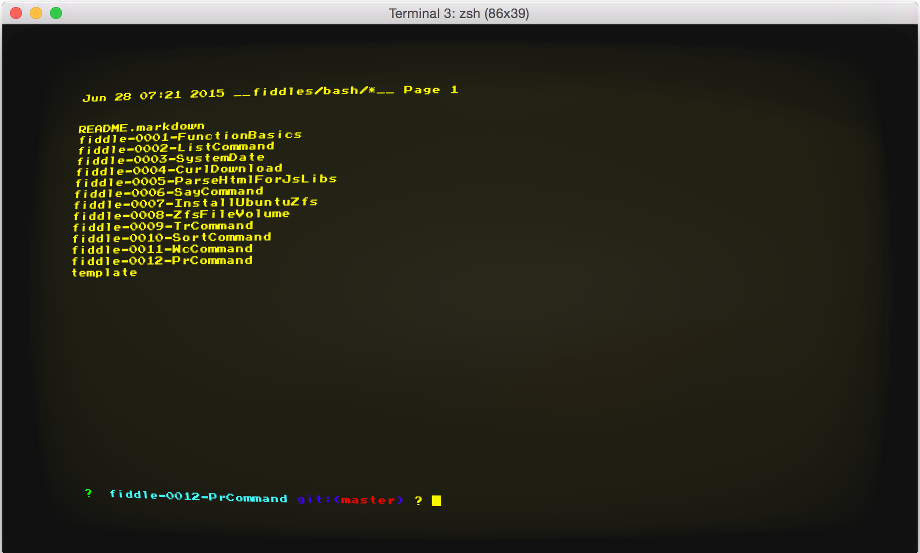 Terminal 3: zsh (86x39)
Jun 28 07:21 2015 __fiddles/bash/*__ Page 1
README.markdown
fiddle-0001-FunctionBasics
fiddle-0002-ListCommand
fiddle-0003-SystemDate
fiddle-0004-CurlDownload
fiddle-0005-ParseHtmlForJsLibs
fiddle-0006-SayCommand
fiddle-0007-InstallUbuntuZfs
fiddle-0008-ZfsFileVolume
fiddle-0009-TrCommand
fiddle-0010-SortCommand
fiddle-0011-WcCommand
fiddle-0012-PrCommand
template
? fiddle-0012-PrCommand git:(master) ?